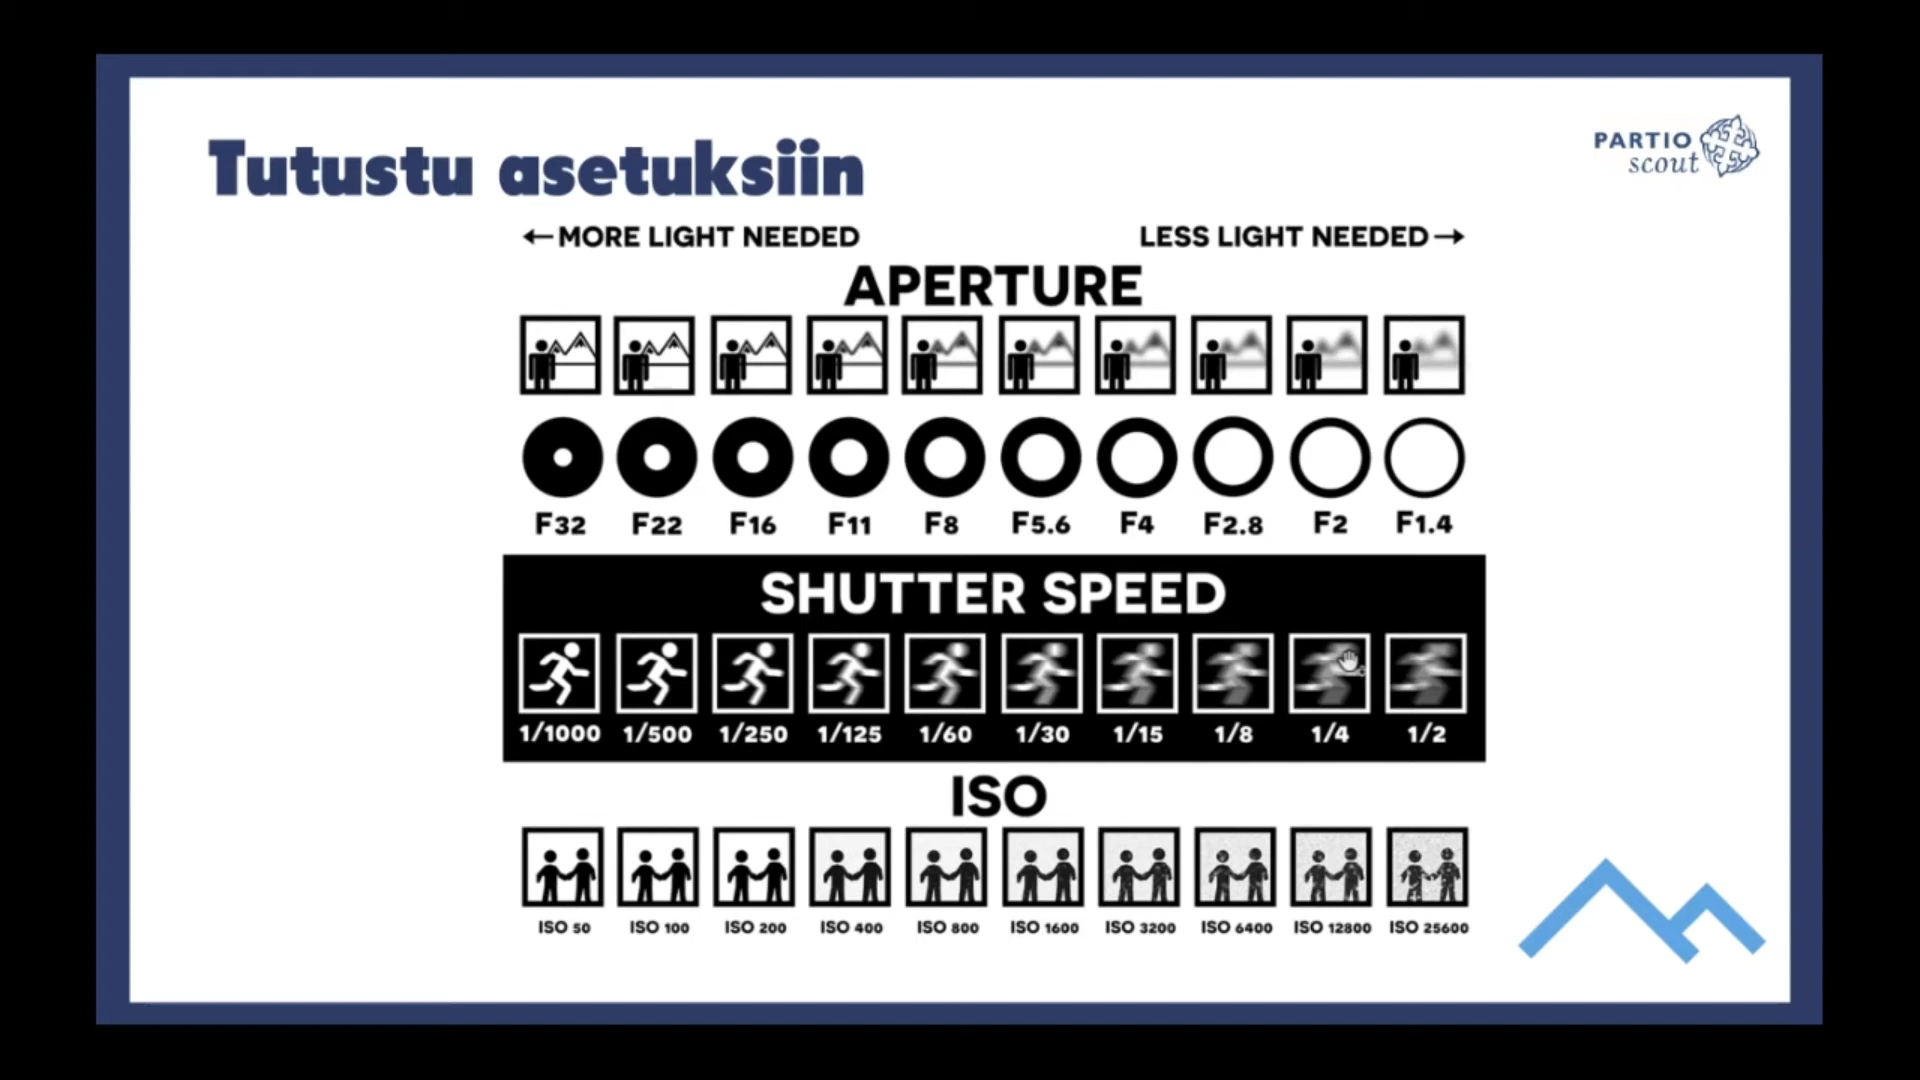 Tutustu asetuksiin
PARTIO
scout
←MORE LIGHT NEEDED
LESS LIGHT NEEDED→
APERTURE
F32 F22 F16 F11 F8 F5.6 F4 F2.8 F2 F1.4
SHUTTER SPEED
1/1000 1/500 1/250 1/125 1/60 1/30 1/15 1/8 1/4 1/2
ISO
ISO 50 ISO 100 ISO 200 ISO 400 ISO 800 ISO 1600 ISO 3200 ISO 6400 ISO 12800 ISO 25600